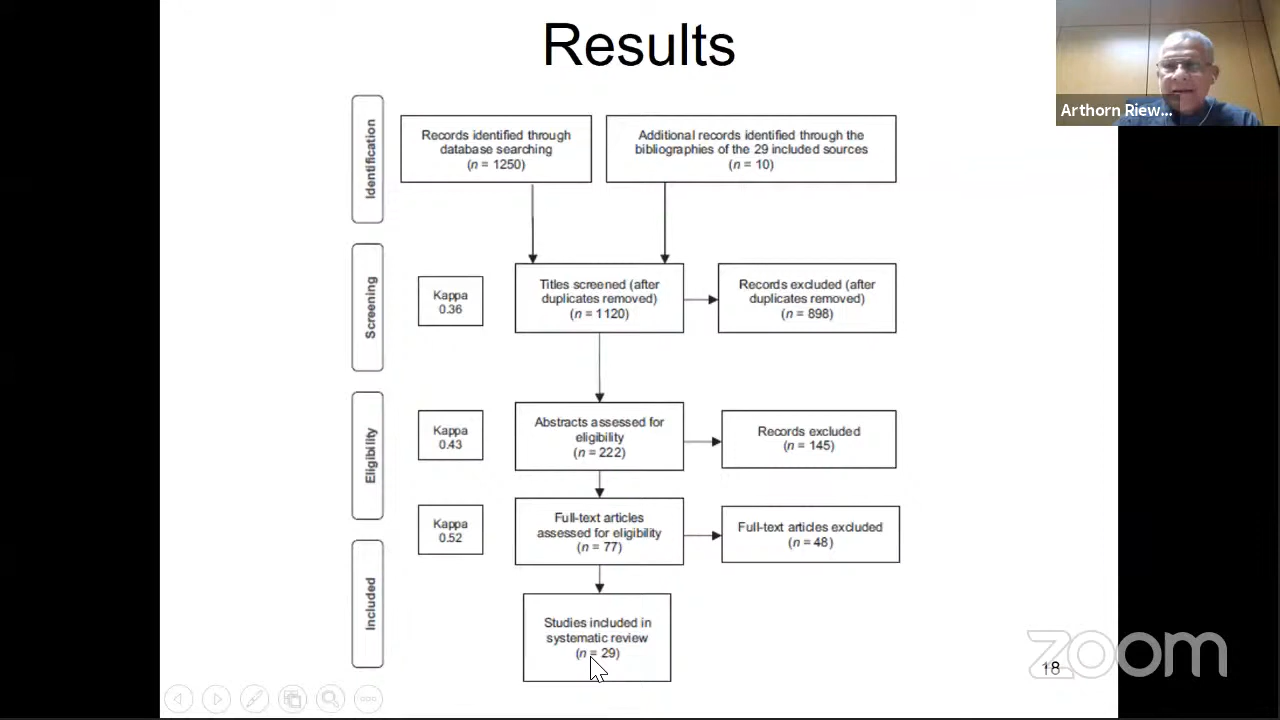 Results
Arthorn Riew...
Identification
Records identified through
database searching
(n = 1250)
Additional records identified through the
bibliographies of the 29 included sources
(n = 10)
Screening
Kappa
0.36
Titles screened (after
duplicates removed)
(n = 1120)
Records excluded (after
duplicates removed)
(n = 898)
Eligibility
Kappa
0.43
Abstracts assessed for
eligibility
(n = 222)
Records excluded
(n = 145)
Kappa
0.52
Full-text articles
assessed for eligibility
(n = 77)
Full-text articles excluded
(n = 48)
Included
Studies included in
systematic review
(n = 29)
18
zoom